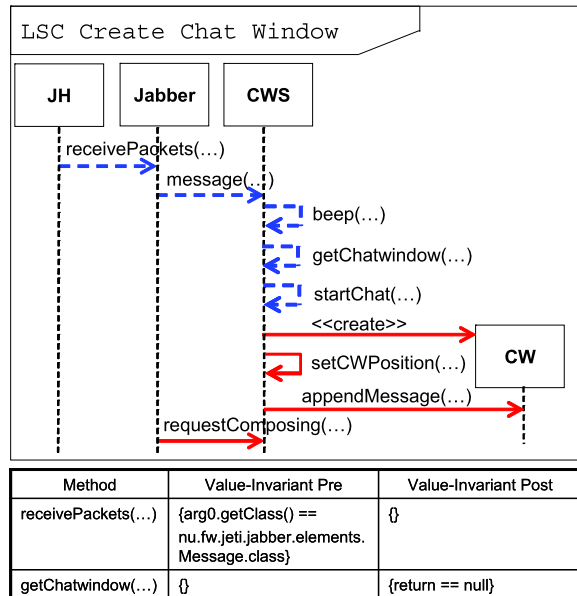 LSC Create Chat Window
JH Jabber CWS
receivePackets(…)
message(…)
beep(…)
getChatwindow(…)
startChat(…)
<<create>>
CW
setCWPosition(…)
appendMessage(…)
requestComposing(…)
Method Value-Invariant Pre Value-Invariant Post
receivePackets(…) {arg0.getClass() == {}
nu.fw.jeti.jabber.elements.
Message.class}
getChatwindow(…) {} {return == null}